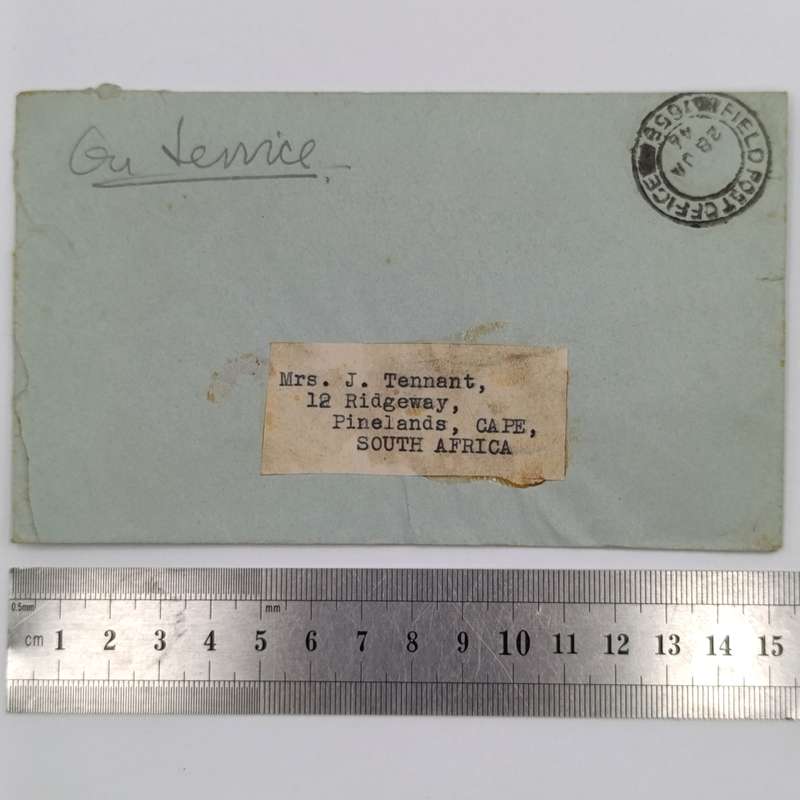 On Service
FIELD POST OFFICE
28 JA
46
Mrs. J. Tennant,
12 Ridgeway,
Pinelands, CAPE,
SOUTH AFRICA
0.5mm mm
cm 1 2 3 4 5 6 7 8 9 10 11 12 13 14 15